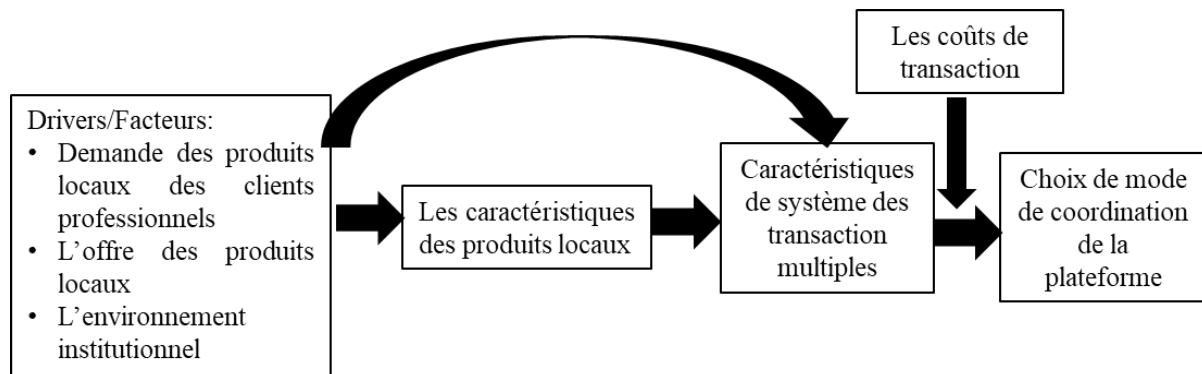 Les coûts de
transaction
Drivers/Facteurs:
• Demande des produits
locaux des clients
professionnels
• L'offre des produits
locaux
• L'environnement
institutionnel
Les caractéristiques
des produits locaux
Caractéristiques
de système des
transaction
multiples
Choix de mode
de coordination
de la
plateforme